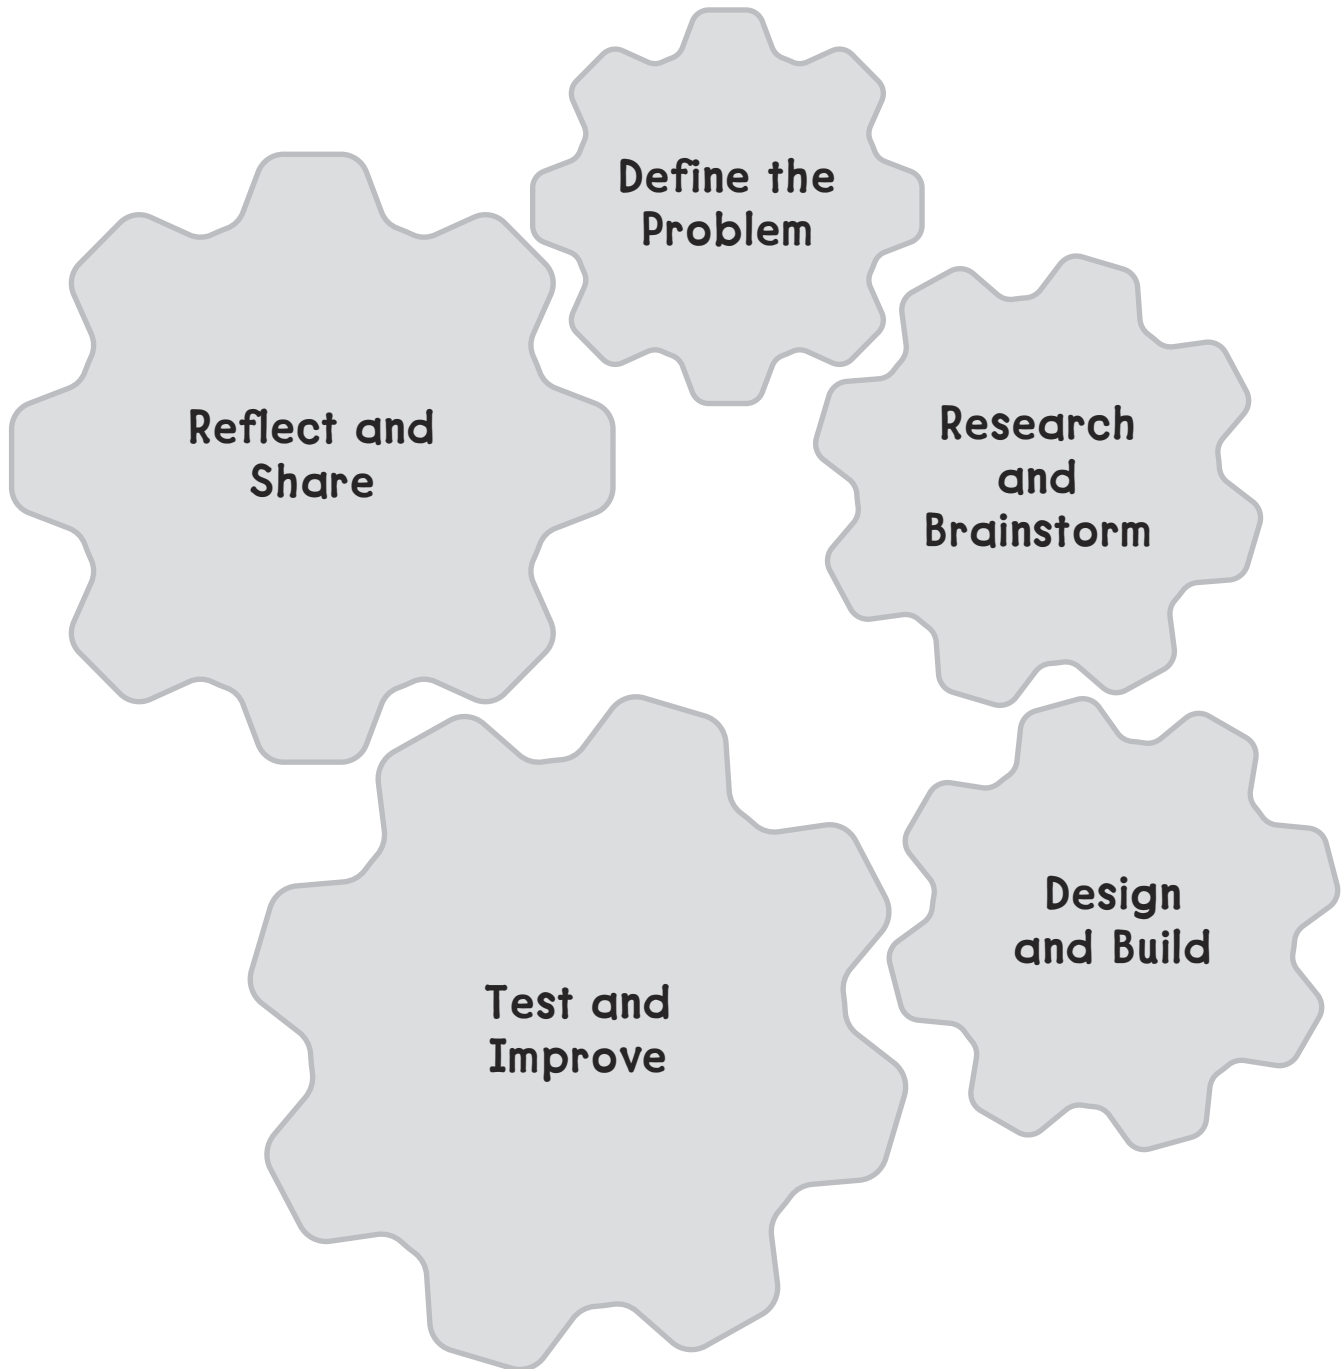 Define the
Problem
Research
and
Brainstorm
Design
and Build
Test and
Improve
Reflect and
Share